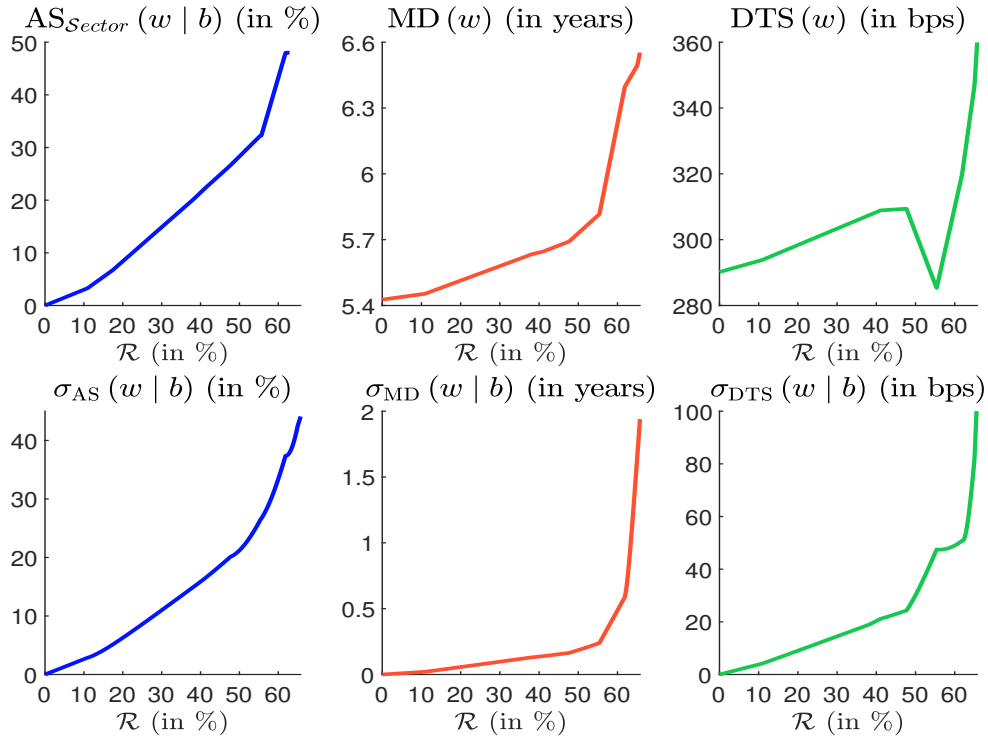 AS_Sector (w | b) (in %)
50
40
30
20
10
0
0 10 20 30 40 50 60
R (in %)
MD (w) (in years)
6.6
6.3
6
5.7
5.4
0 10 20 30 40 50 60
R (in %)
DTS (w) (in bps)
360
340
320
300
280
0 10 20 30 40 50 60
R (in %)
σ_AS (w | b) (in %)
40
30
20
10
0
0 10 20 30 40 50 60
R (in %)
σ_MD (w | b) (in years)
2
1.5
1
0.5
0
0 10 20 30 40 50 60
R (in %)
σ_DTS (w | b) (in bps)
100
80
60
40
20
0
0 10 20 30 40 50 60
R (in %)